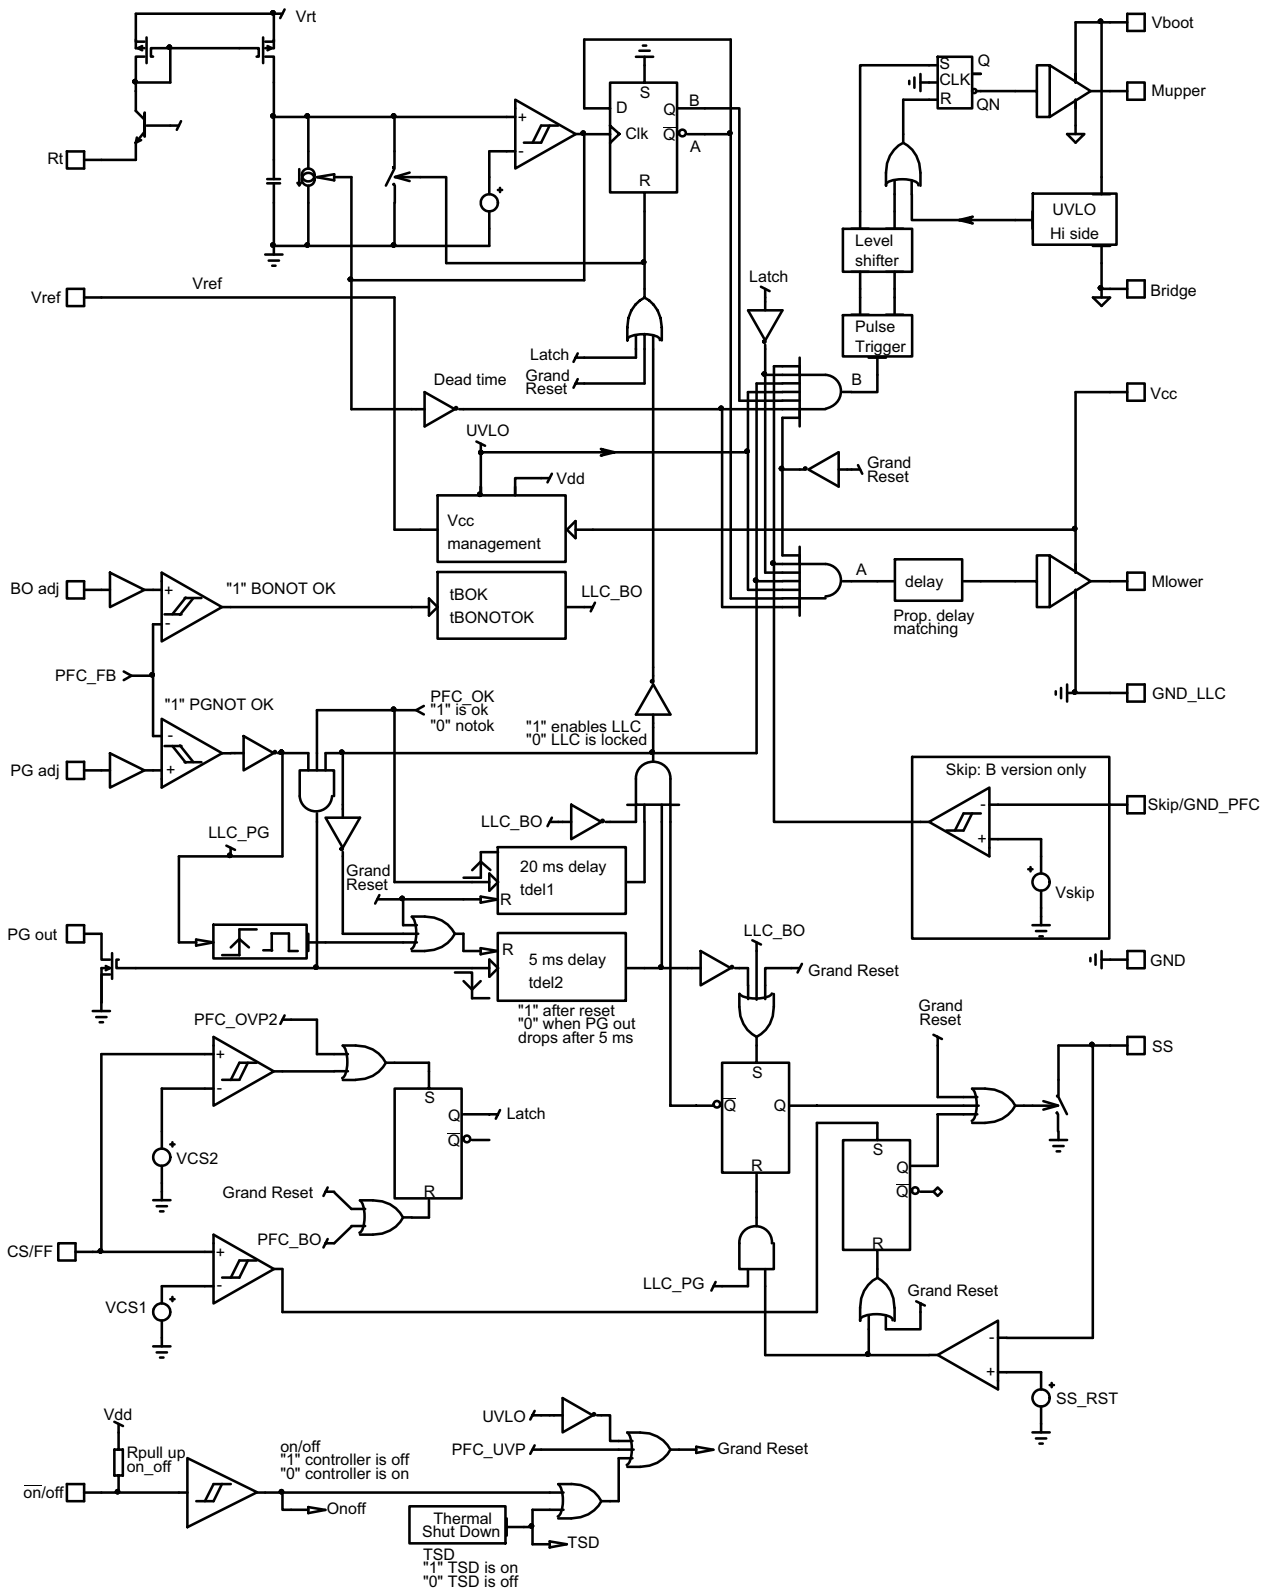 Vrt
Vboot
S
Q
CLK
R
QN
Mupper
S
D
Q
B
Clk
Q
A
R
Rt
UVLO
Hi side
Level
shifter
Vref
Vref
Latch
Bridge
Pulse
Trigger
Latch
Grand
Reset
Dead time
B
Vcc
UVLO
Grand
Reset
Vdd
Vcc
management
BO adj
"1" BONOT OK
tBOK
tBONOTOK
LLC_BO
A
delay
Mlower
Prop. delay
matching
PFC_FB
"1" PGNOT OK
PFC_OK
"1" is ok
"0" notok
"1" enables LLC
"0" LLC is locked
GND_LLC
PG adj
Skip: B version only
Skip/GND_PFC
LLC_BO
LLC_PG
Grand
Reset
20 ms delay
tdel1
R
Vskip
PG out
R
5 ms delay
tdel2
LLC_BO
Grand Reset
GND
"1" after reset
"0" when PG out
drops after 5 ms
PFC_OVP2
Grand
Reset
SS
S
S
Q
Latch
Q
Q
Q
VCS2
S
Q
Q
R
R
Grand Reset
PFC_BO
CS/FF
R
LLC_PG
Grand Reset
VCS1
SS_RST
Vdd
UVLO
Rpull up
on_off
on/off
"1" controller is off
"0" controller is on
PFC_UVP
Grand Reset
on/off
Onoff
Thermal
Shut Down
TSD
TSD
"1" TSD is on
"0" TSD is off